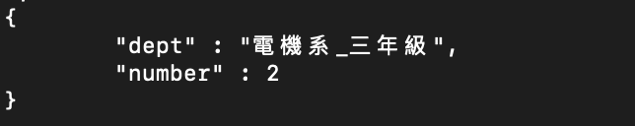 {
"dept" : "電機系_三年級",
"number" : 2
}